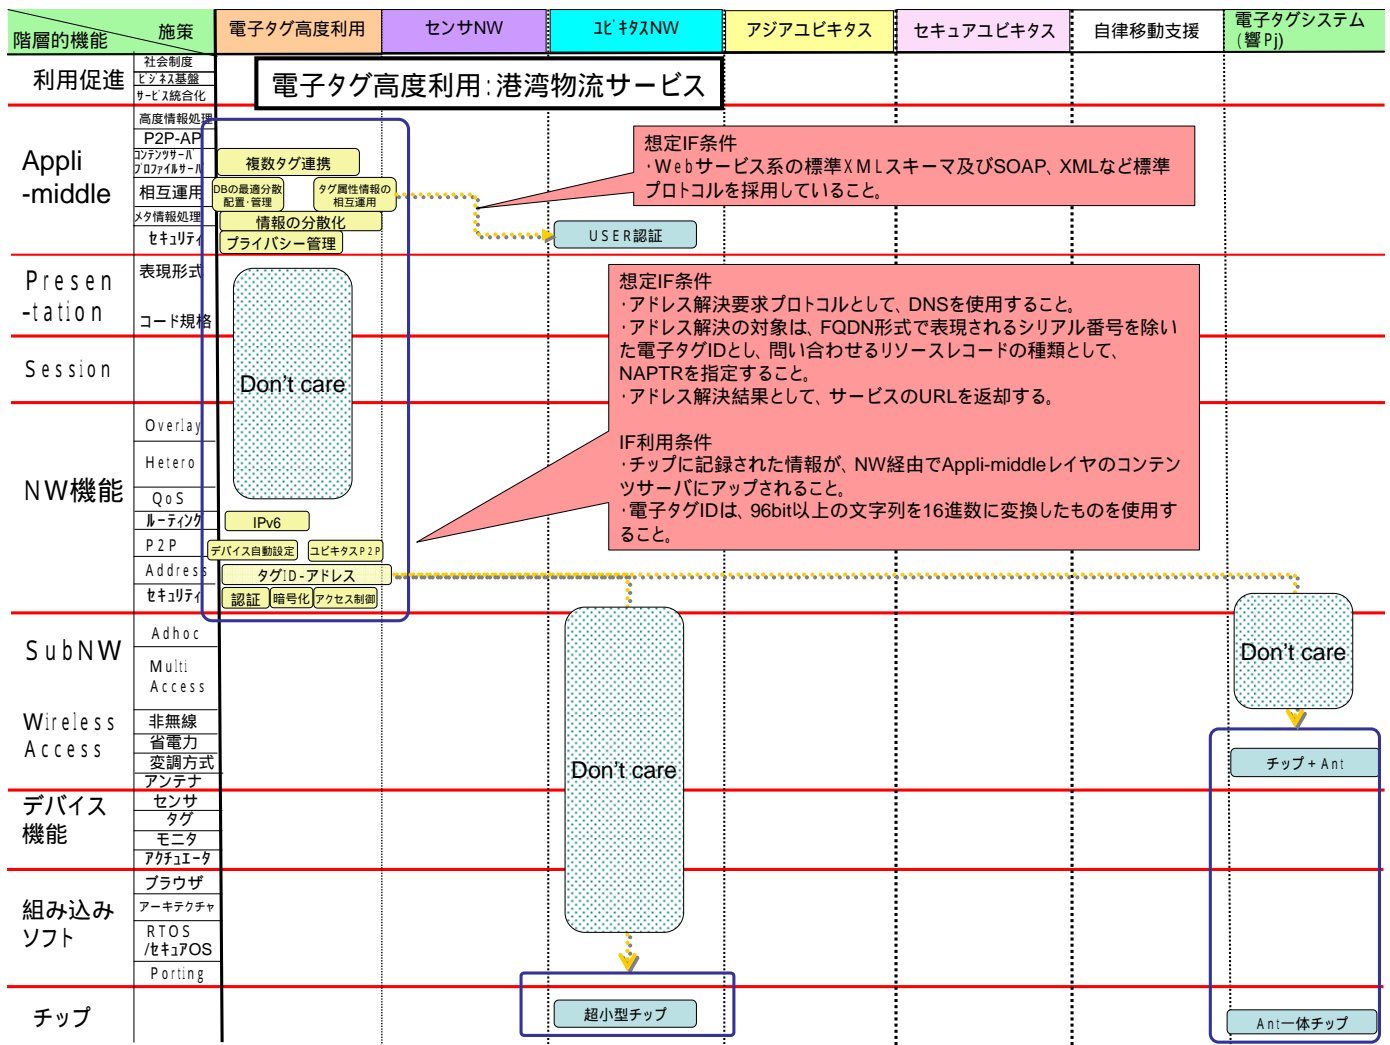 階層的機能
施策
電子タグ高度利用
センサNW
ユビキタスNW
アジアユビキタス
セキュアユビキタス
自律移動支援
電子タグシステム
(響Pj)
利用促進
社会制度
ビジネス基盤
サービス統合化
電子タグ高度利用:港湾物流サービス
Appli
-middle
高度情報処理
P2P-AP
コンテンツサーバ
プロファイルサーバ
相互運用
メタ情報処理
セキュリティ
複数タグ連携
DBの最適分散
配置・管理
タグ属性情報の
相互運用
情報の分散化
プライバシー管理
USER認証
想定IF条件
・Webサービス系の標準XMLスキーマ及びSOAP、XMLなど標準
プロトコルを採用していること。
Presen
-tation
表現形式
コード規格
Session
Don't care
想定IF条件
・アドレス解決要求プロトコルとして、DNSを使用すること。
・アドレス解決の対象は、FQDN形式で表現されるシリアル番号を除い
た電子タグIDとし、問い合わせるリソースレコードの種類として、
NAPTRを指定すること。
・アドレス解決結果として、サービスのURLを返却する。
IF利用条件
・チップに記録された情報が、NW経由でAppli-middleレイヤのコンテン
ツサーバにアップされること。
・電子タグIDは、96bit以上の文字列を16進数に変換したものを使用す
ること。
NW機能
Overlay
Hetero
QoS
ルーティング
P2P
Address
セキュリティ
IPv6
デバイス自動設定
ユビキタスP2P
タグID-アドレス
認証
暗号化
アクセス制御
SubNW
Adhoc
Multi
Access
Don't care
Wireless
Access
非無線
省電力
変調方式
アンテナ
Don't care
チップ+Ant
デバイス
機能
センサ
タグ
モニタ
アクチュエータ
組み込み
ソフト
ブラウザ
アーキテクチャ
RTOS
/セキュアOS
Porting
チップ
超小型チップ
Ant一体チップ